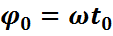 φ₀ = ωt₀